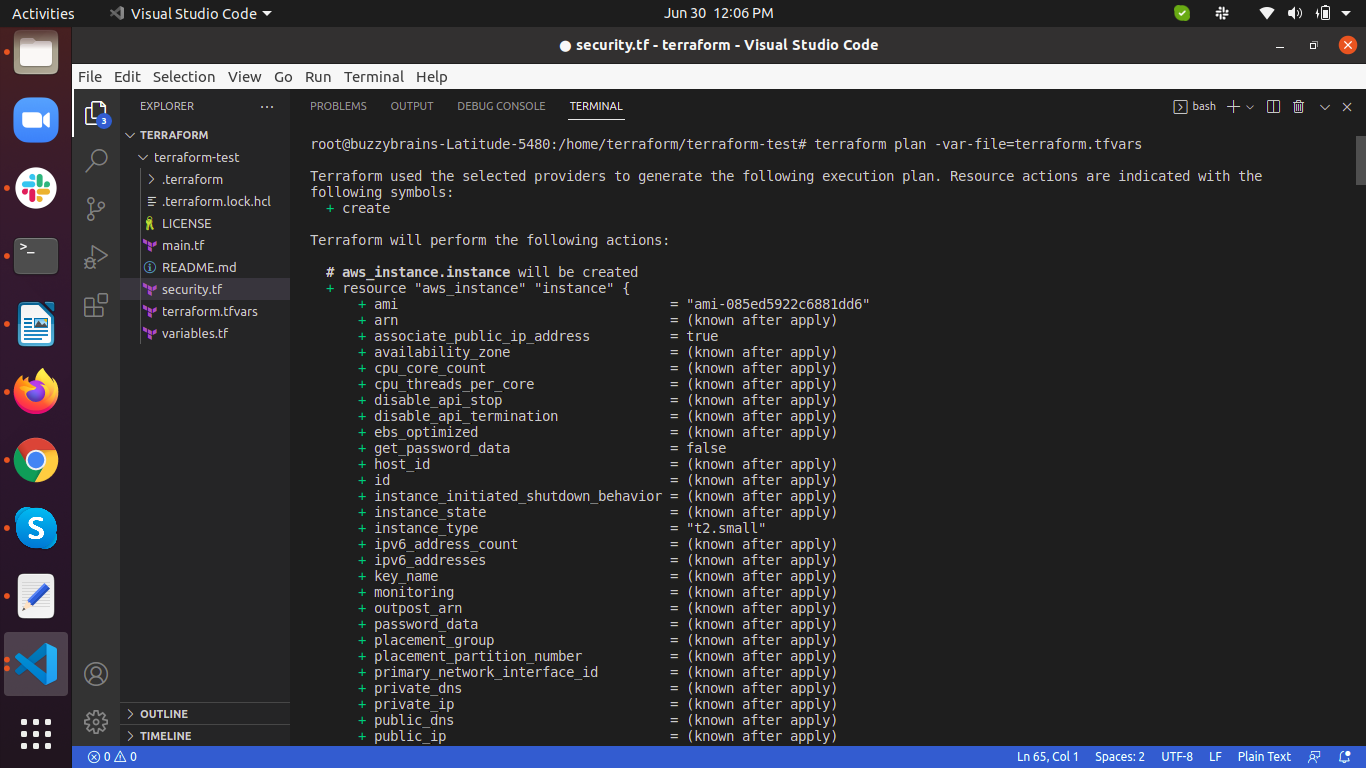 Activities Visual Studio Code Jun 30 12:06 PM
● security.tf - terraform - Visual Studio Code
File Edit Selection View Go Run Terminal Help
EXPLORER ...
3
TERRAFORM
terraform-test
.terraform
.terraform.lock.hcl
LICENSE
main.tf
README.md
security.tf
terraform.tfvars
variables.tf
OUTLINE
TIMELINE
PROBLEMS OUTPUT DEBUG CONSOLE TERMINAL bash
root@buzzybrains-Latitude-5480:/home/terraform/terraform-test# terraform plan -var-file=terraform.tfvars
Terraform used the selected providers to generate the following execution plan. Resource actions are indicated with the
following symbols:
+ create
Terraform will perform the following actions:
# aws_instance.instance will be created
+ resource "aws_instance" "instance" {
+ ami = "ami-085ed5922c6881dd6"
+ arn = (known after apply)
+ associate_public_ip_address = true
+ availability_zone = (known after apply)
+ cpu_core_count = (known after apply)
+ cpu_threads_per_core = (known after apply)
+ disable_api_stop = (known after apply)
+ disable_api_termination = (known after apply)
+ ebs_optimized = (known after apply)
+ get_password_data = false
+ host_id = (known after apply)
+ id = (known after apply)
+ instance_initiated_shutdown_behavior = (known after apply)
+ instance_state = (known after apply)
+ instance_type = "t2.small"
+ ipv6_address_count = (known after apply)
+ ipv6_addresses = (known after apply)
+ key_name = (known after apply)
+ monitoring = (known after apply)
+ outpost_arn = (known after apply)
+ password_data = (known after apply)
+ placement_group = (known after apply)
+ placement_partition_number = (known after apply)
+ primary_network_interface_id = (known after apply)
+ private_dns = (known after apply)
+ private_ip = (known after apply)
+ public_dns = (known after apply)
+ public_ip = (known after apply)
0 0 Ln 65, Col 1 Spaces: 2 UTF-8 LF Plain Text